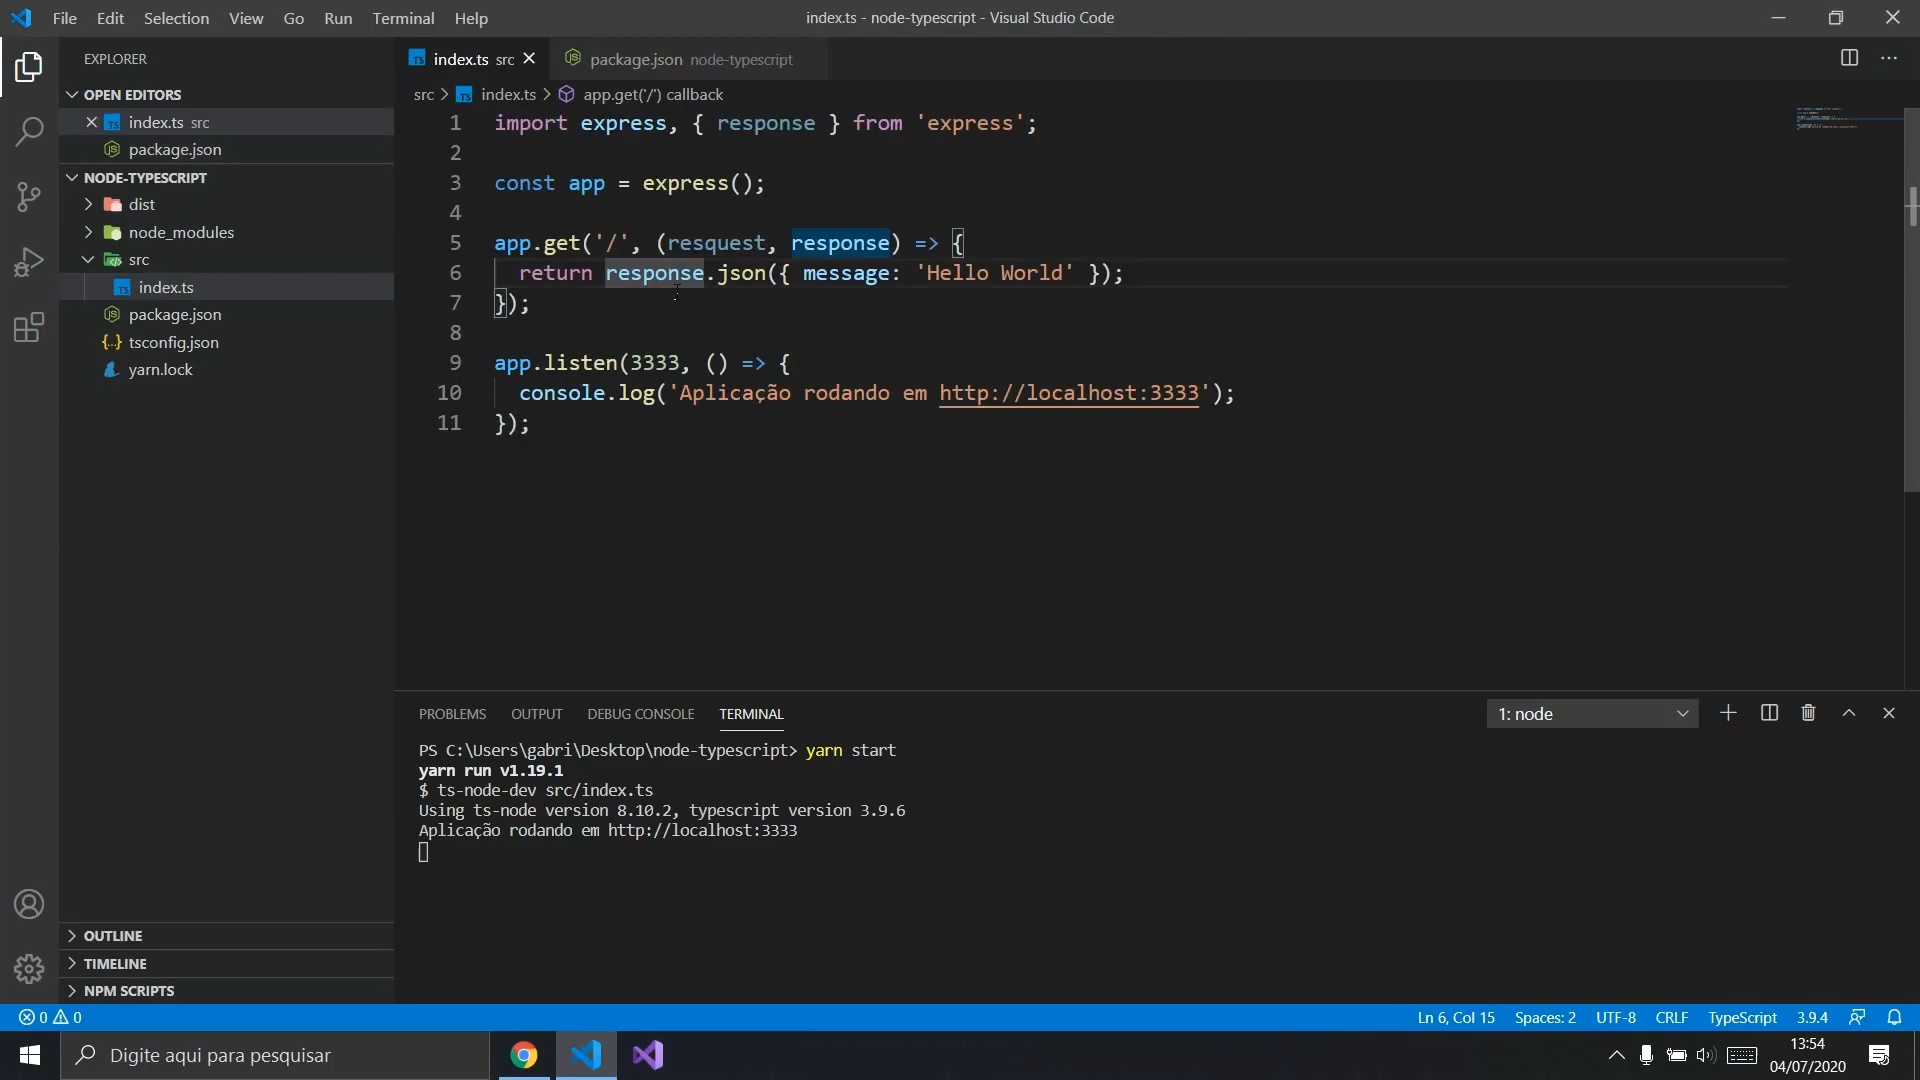 File Edit Selection View Go Run Terminal Help index.ts - node-typescript - Visual Studio Code
EXPLORER
OPEN EDITORS
index.ts src
package.json
NODE-TYPESCRIPT
dist
node_modules
src
index.ts
package.json
tsconfig.json
yarn.lock
OUTLINE
TIMELINE
NPM SCRIPTS
index.ts src package.json node-typescript
src > index.ts > app.get('/') callback
1 import express, { response } from 'express';
2
3 const app = express();
4
5 app.get('/', (resquest, response) => {
6 return response.json({ message: 'Hello World' });
7 });
8
9 app.listen(3333, () => {
10 console.log('Aplicação rodando em http://localhost:3333');
11 });
PROBLEMS OUTPUT DEBUG CONSOLE TERMINAL 1: node
PS C:\Users\gabri\Desktop\node-typescript> yarn start
yarn run v1.19.1
$ ts-node-dev src/index.ts
Using ts-node version 8.10.2, typescript version 3.9.6
Aplicação rodando em http://localhost:3333
0 0 Ln 6, Col 15 Spaces: 2 UTF-8 CRLF TypeScript 3.9.4
Digite aqui para pesquisar
13:54
04/07/2020